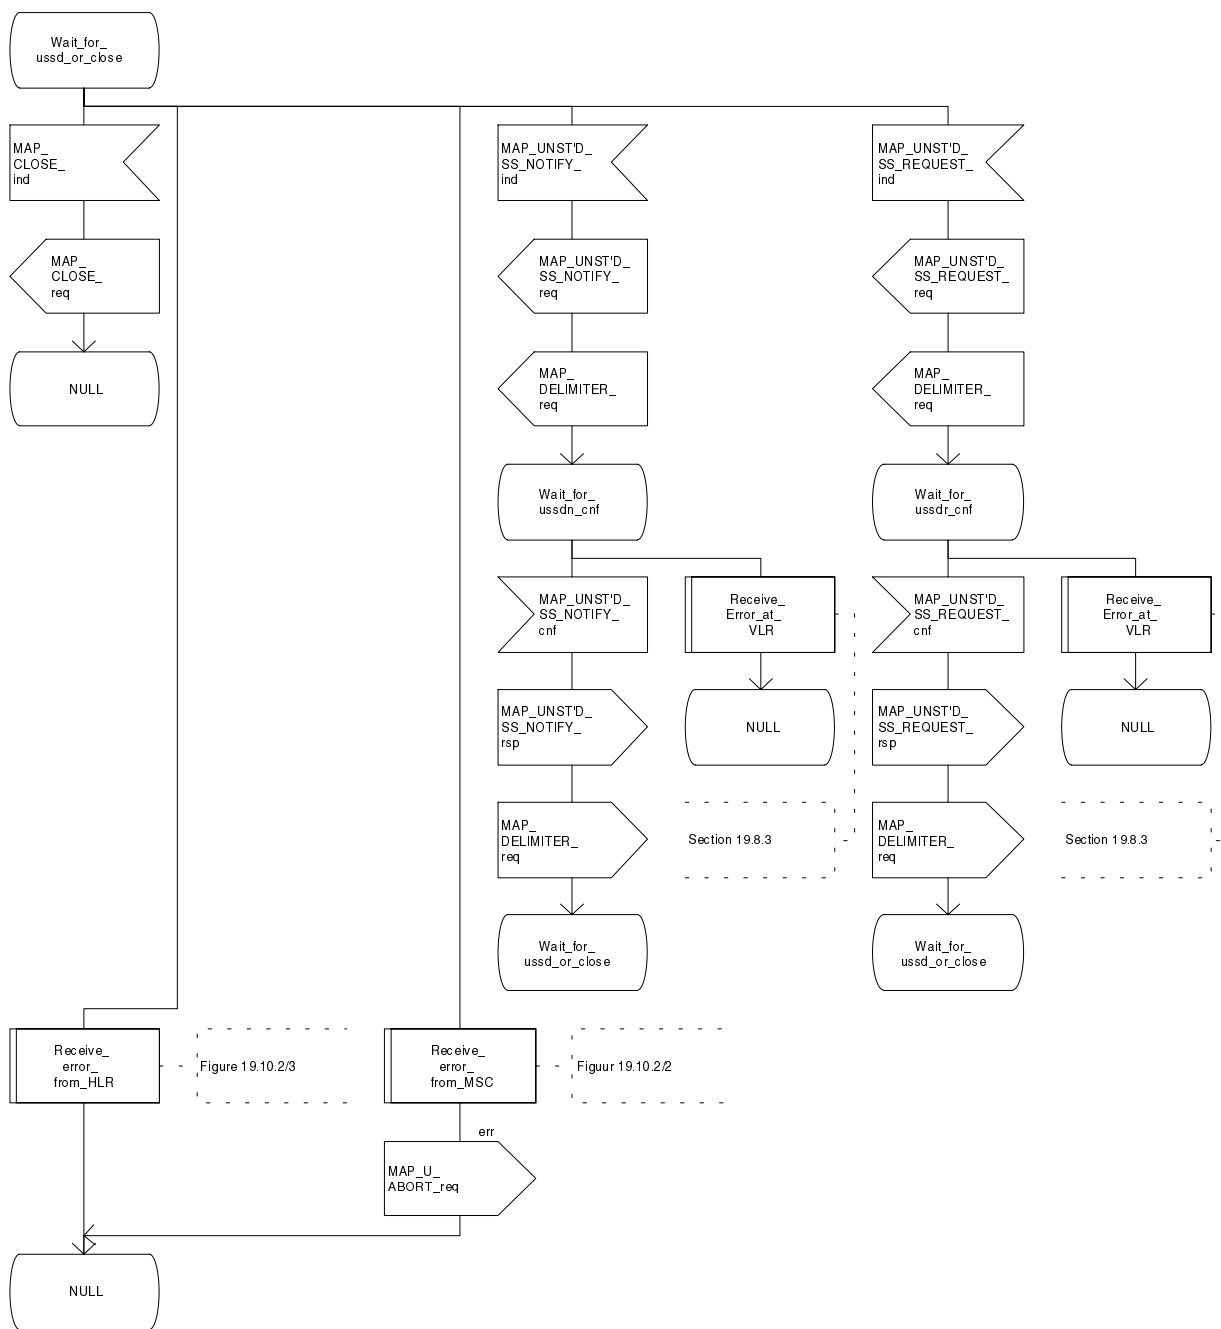 Wait_for_
ussd_or_close
MAP_
CLOSE_
ind
MAP_UNST'D_
SS_NOTIFY_
ind
MAP_UNST'D_
SS_REQUEST_
ind
MAP_
CLOSE_
req
MAP_UNST'D_
SS_NOTIFY_
req
MAP_UNST'D_
SS_REQUEST_
req
NULL
MAP_
DELIMITER_
req
MAP_
DELIMITER_
req
Wait_for_
ussdn_cnf
Wait_for_
ussdr_cnf
MAP_UNST'D_
SS_NOTIFY_
cnf
Receive_
Error_at_
VLR
MAP_UNST'D_
SS_REQUEST_
cnf
Receive_
Error_at_
VLR
MAP_UNST'D_
SS_NOTIFY_
rsp
NULL
MAP_UNST'D_
SS_REQUEST_
rsp
NULL
MAP_
DELIMITER_
req
Section 19.8.3
MAP_
DELIMITER_
req
Section 19.8.3
Wait_for_
ussd_or_close
Wait_for_
ussd_or_close
Receive_
error_
from_HLR
Figure 19.10.2/3
Receive_
error_
from_MSC
Figuur 19.10.2/2
err
MAP_U_
ABORT_req
NULL